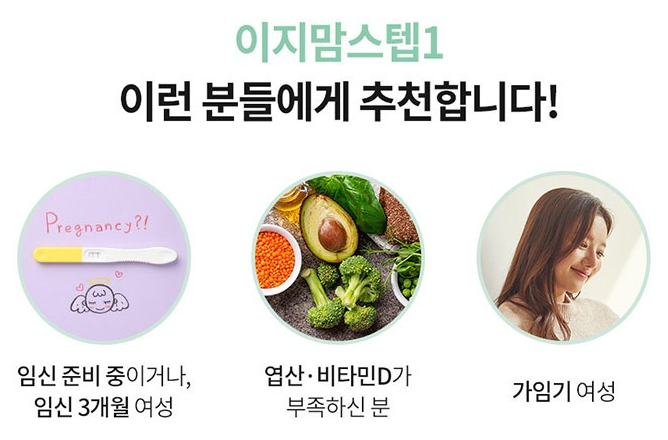 이지맘스텝1
이런 분들에게 추천합니다!
Pregnancy?!
임신 준비 중이거나,
임신 3개월 여성
엽산·비타민D가
부족하신 분
가임기 여성